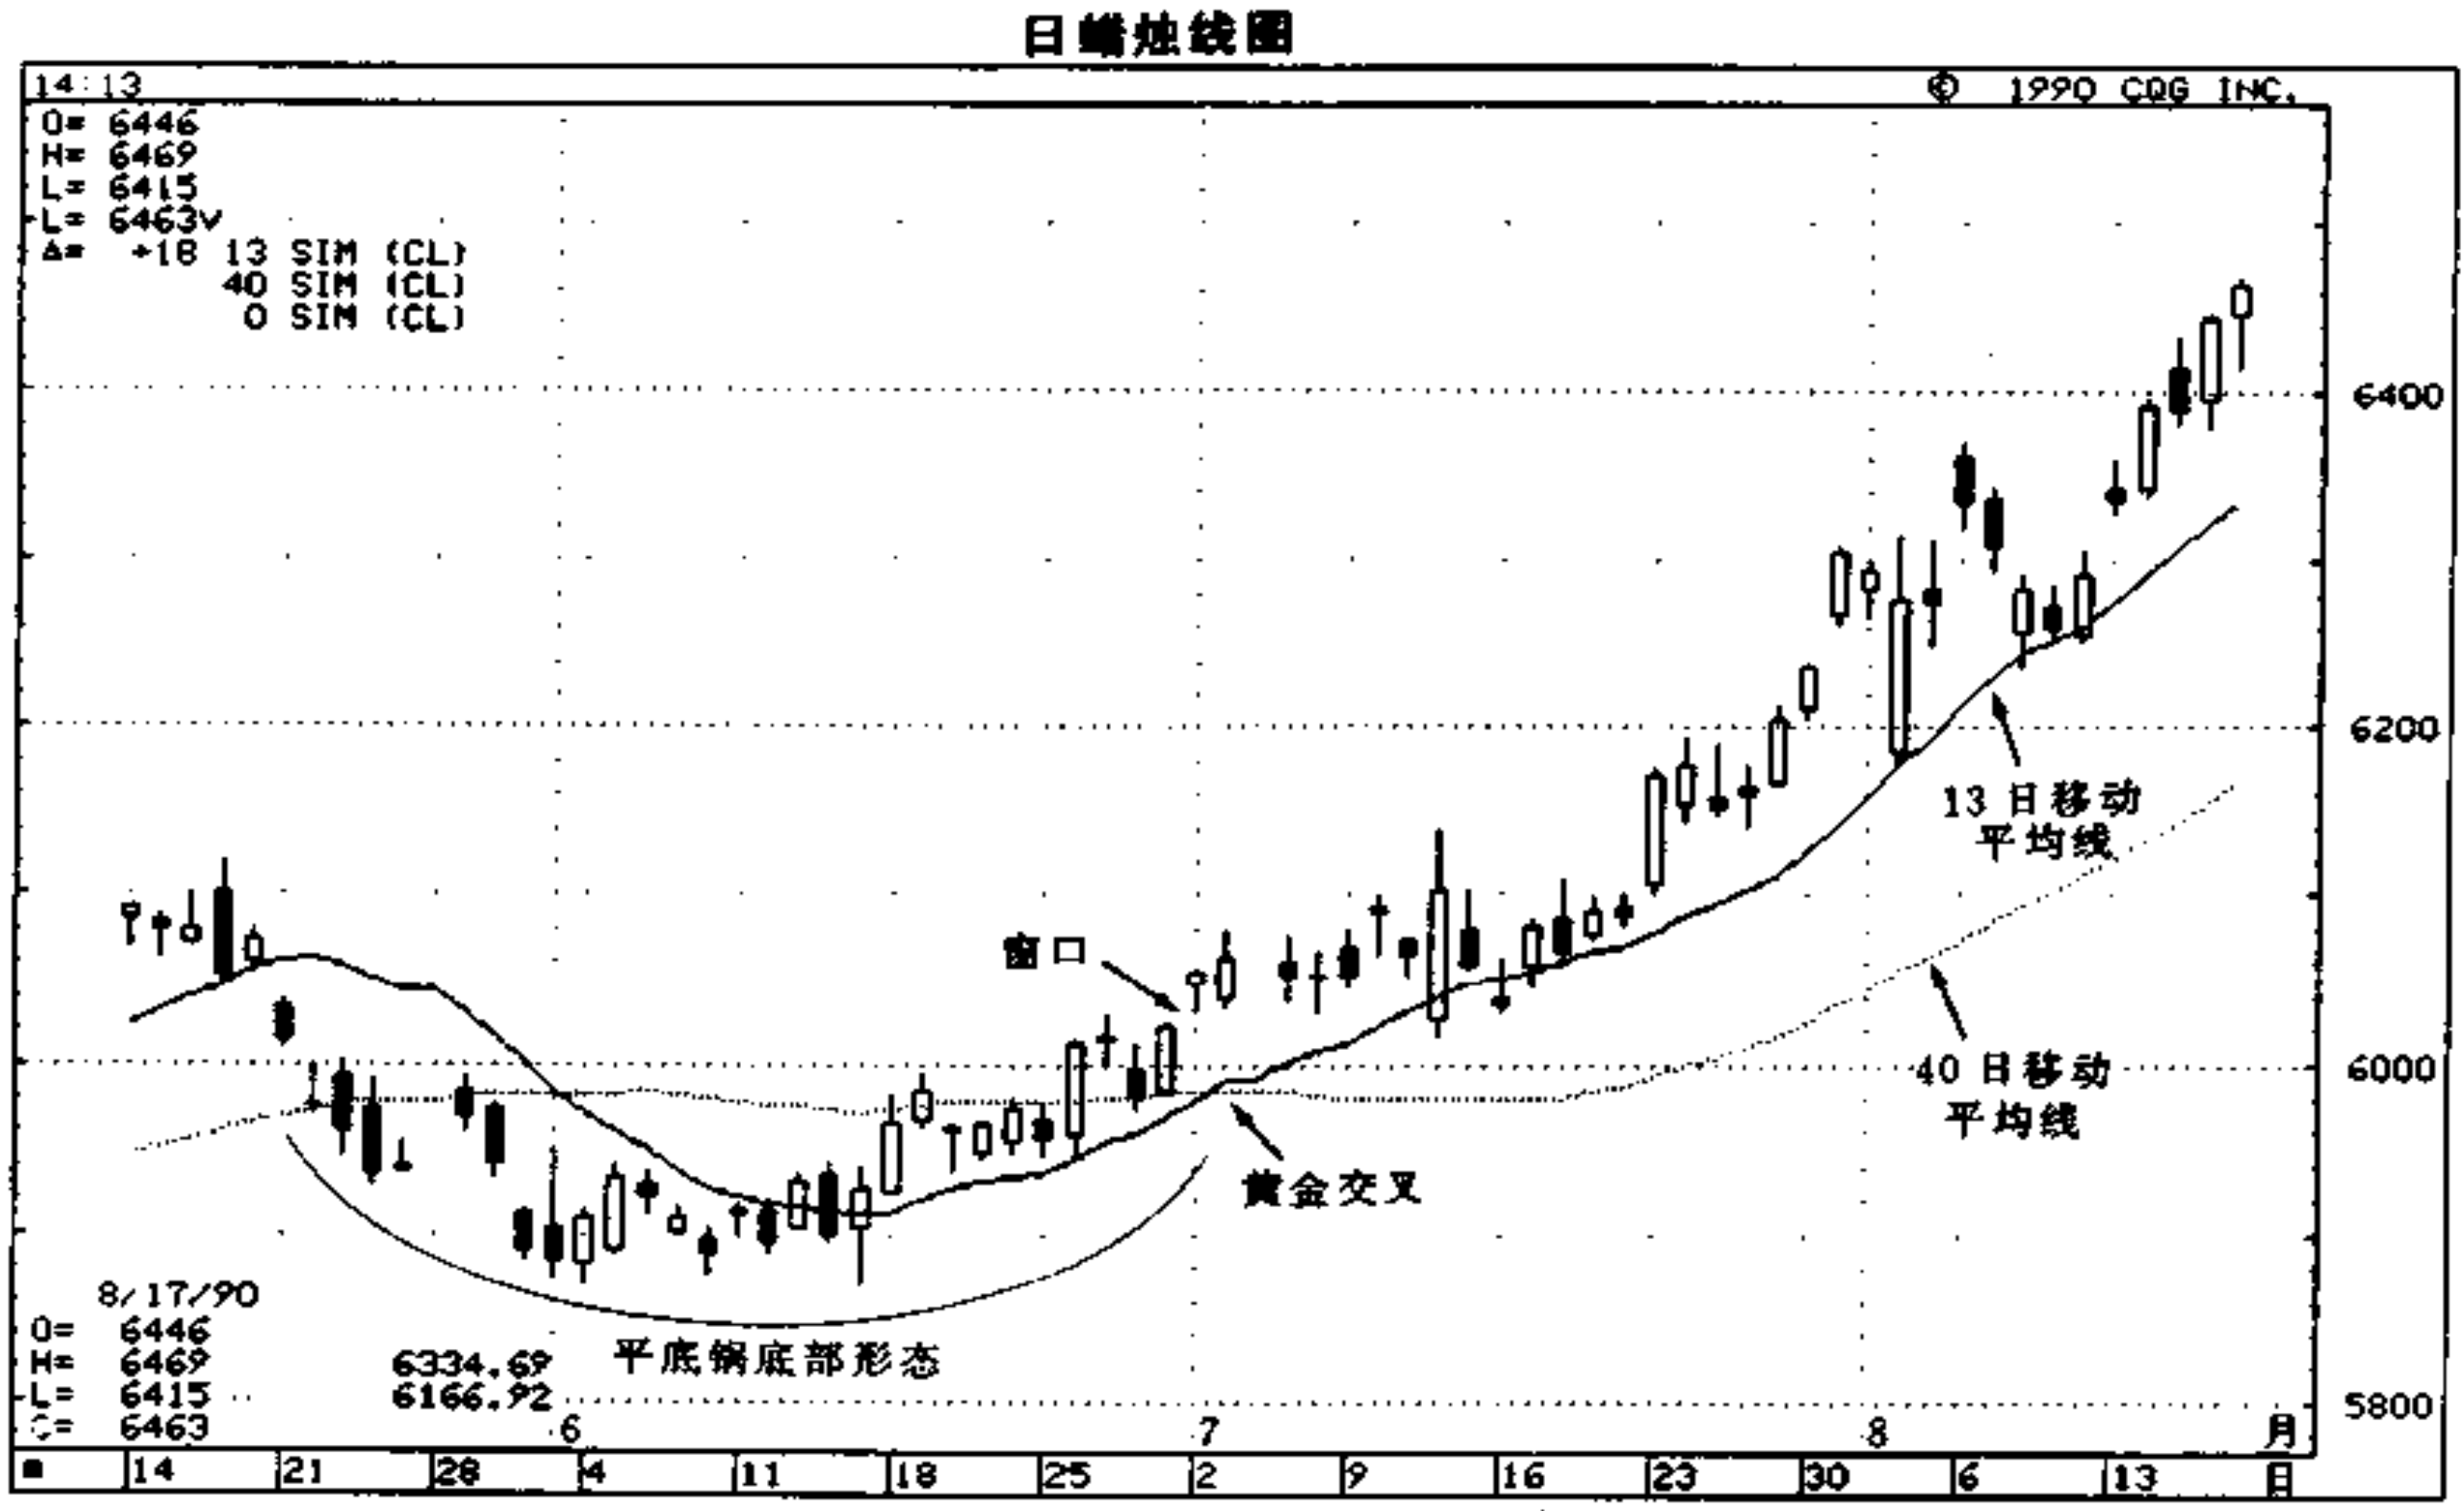 日蜡烛线图
14:13
© 1990 CQG INC.
O= 6446
H= 6469
L= 6415
L= 6463V
Δ= +18 13 SIM (CL)
40 SIM (CL)
0 SIM (CL)
6400
6200
13日移动
平均线
窗口
40日移动
平均线
6000
黄金交叉
8/17/90
O= 6446
H= 6469 6334.69
L= 6415 6166.92
C= 6463
平底锅底部形态
5800
6 7 8 月
14 21 28 4 11 18 25 2 9 16 23 30 6 13 日